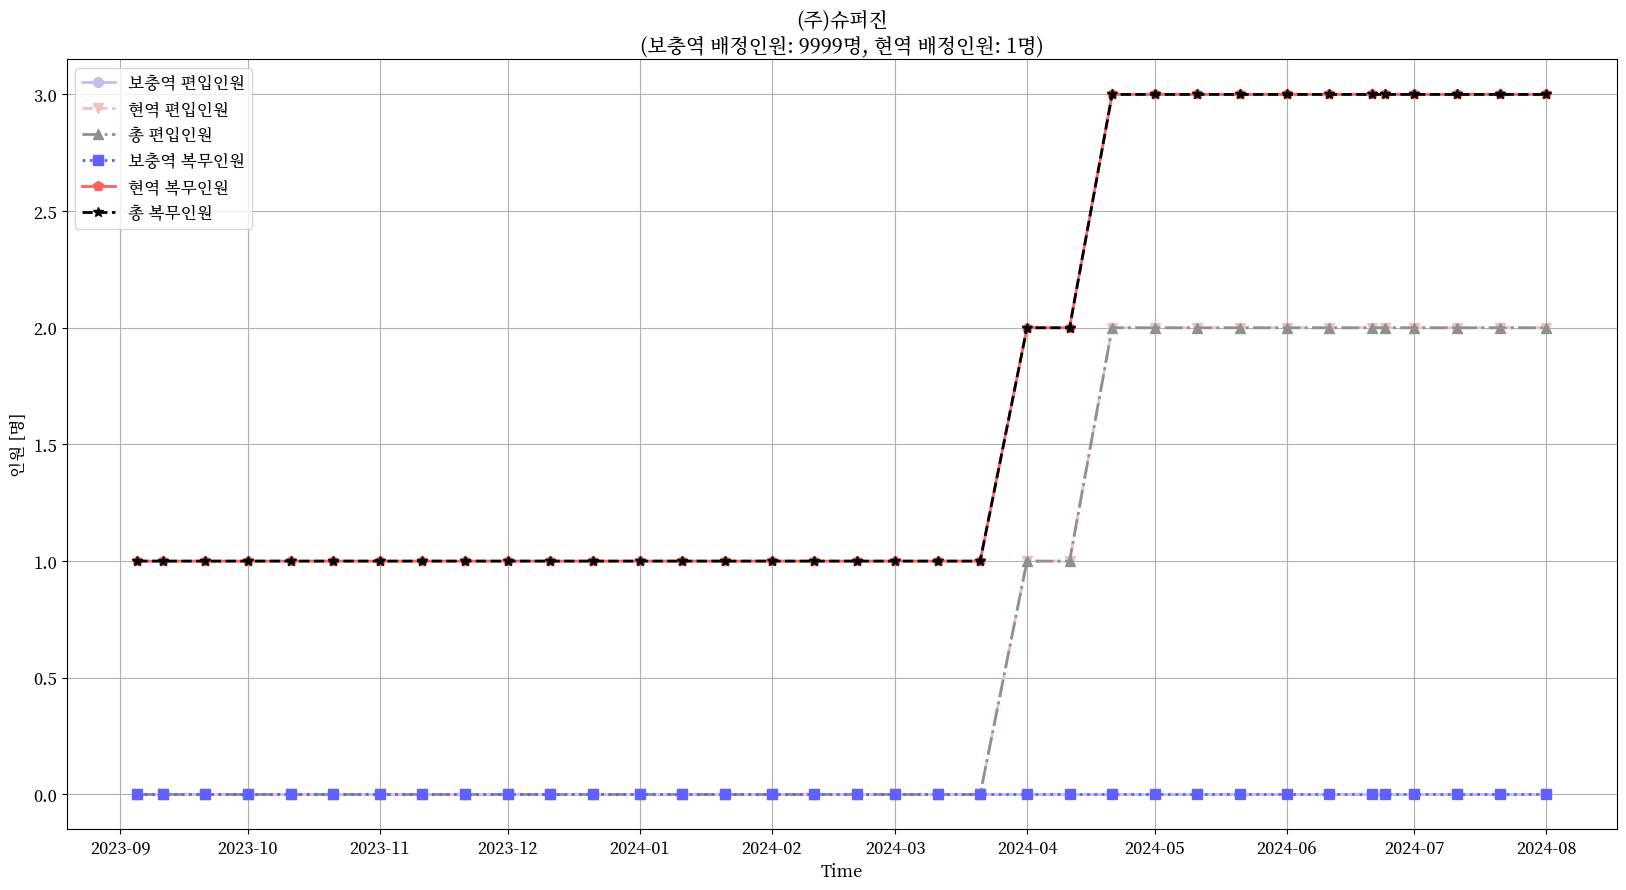 (주)슈퍼진
(보충역 배정인원: 9999명, 현역 배정인원: 1명)
보충역 편입인원
현역 편입인원
총 편입인원
보충역 복무인원
현역 복무인원
총 복무인원
인원 [명]
3.0
2.5
2.0
1.5
1.0
0.5
0.0
2023-09 2023-10 2023-11 2023-12 2024-01 2024-02 2024-03 2024-04 2024-05 2024-06 2024-07 2024-08
Time